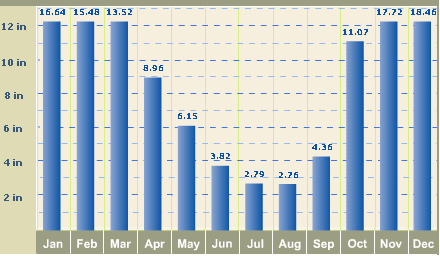 16.64 15.48 13.52 8.96 6.15 3.82 2.79 2.76 4.36 11.07 17.72 18.46
12 in
10 in
8 in
6 in
4 in
2 in
Jan Feb Mar Apr May Jun Jul Aug Sep Oct Nov Dec